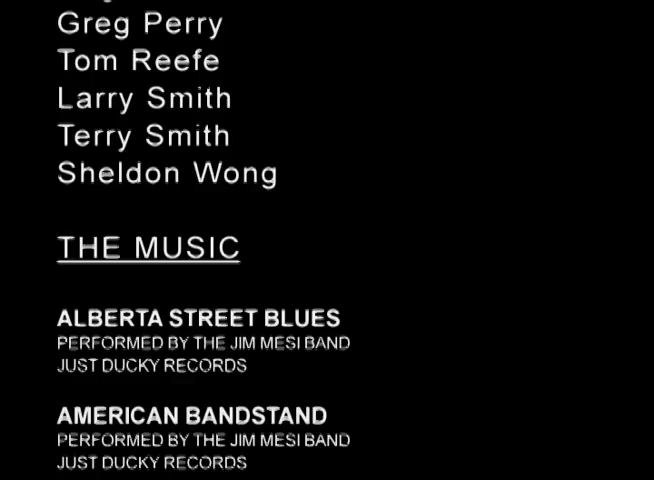 Greg Perry
Tom Reefe
Larry Smith
Terry Smith
Sheldon Wong
THE MUSIC
ALBERTA STREET BLUES
PERFORMED BY THE JIM MESI BAND
JUST DUCKY RECORDS
AMERICAN BANDSTAND
PERFORMED BY THE JIM MESI BAND
JUST DUCKY RECORDS